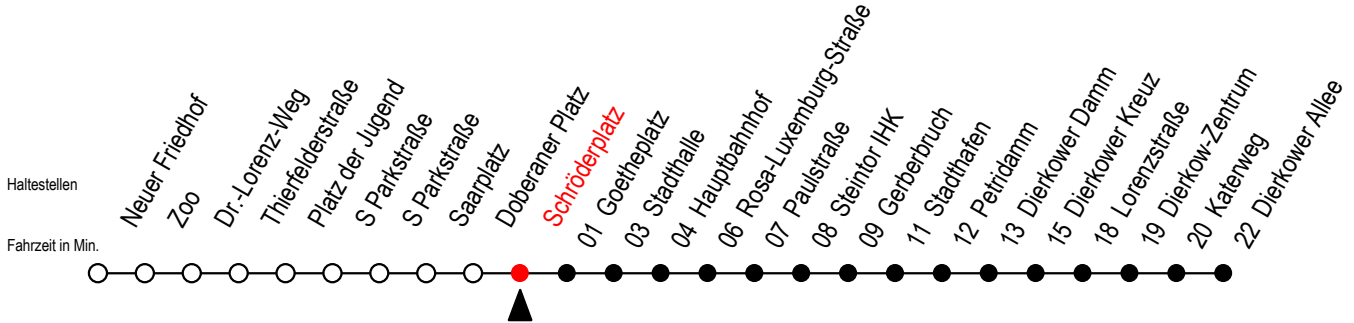 Haltestellen
Fahrzeit in Min.
Neuer Friedhof
Zoo
Dr.-Lorenz-Weg
Thierfelderstraße
Platz der Jugend
S Parkstraße
S Parkstraße
Saarplatz
Doberaner Platz
Schröderplatz
01 Goetheplatz
03 Stadthalle
04 Hauptbahnhof
06 Rosa-Luxemburg-Straße
07 Paulstraße
08 Steintor IHK
09 Gerberbruch
11 Stadthafen
12 Petridamm
13 Dierkower Damm
15 Dierkower Kreuz
18 Lorenzstraße
19 Dierkow-Zentrum
20 Katerweg
22 Dierkower Allee